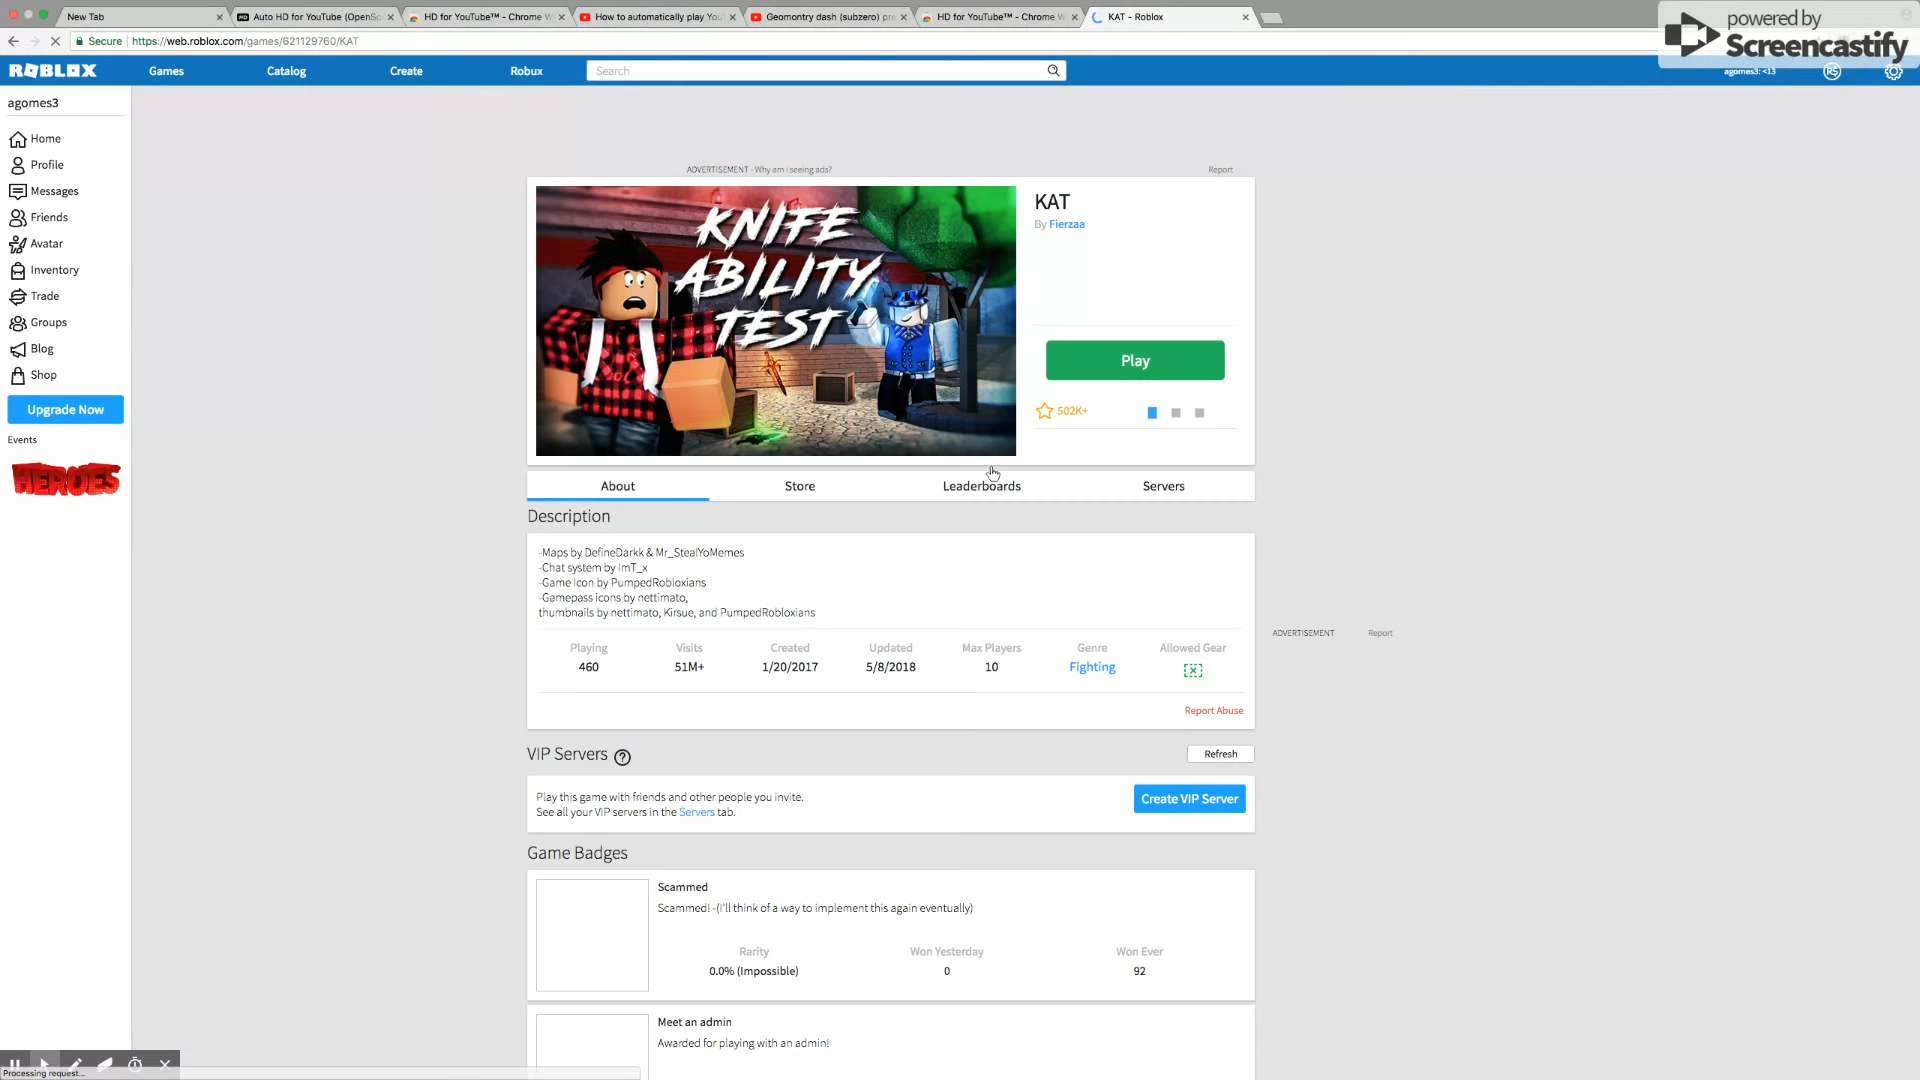 New Tab
Auto HD for YouTube (OpenSo
HD for YouTube™ - Chrome W
How to automatically play You
Geomontry dash (subzero) pre
HD for YouTube™ - Chrome We
KAT - Roblox
powered by
Screencastify
Secure
https://web.roblox.com/games/621129760/KAT
ROBLOX
Games
Catalog
Create
Robux
Search
agomes3: <13
R$
agomes3
Home
Profile
Messages
Friends
Avatar
Inventory
Trade
Groups
Blog
Shop
Upgrade Now
Events
HEROES
ADVERTISEMENT - Why am I seeing ads?
Report
KNIFE
ABILITY
TEST
KAT
By Fierzaa
Play
502K+
About
Store
Leaderboards
Servers
Description
-Maps by DefineDarkk & Mr_StealYoMemes
-Chat system by ImT_x
-Game Icon by PumpedRobloxians
-Gamepass icons by nettimato,
thumbnails by nettimato, Kirsue, and PumpedRobloxians
Playing
Visits
Created
Updated
Max Players
Genre
Allowed Gear
460
51M+
1/20/2017
5/8/2018
10
Fighting
Report Abuse
ADVERTISEMENT
Report
VIP Servers
Refresh
Play this game with friends and other people you invite.
See all your VIP servers in the Servers tab.
Create VIP Server
Game Badges
Scammed
Scammed! -(I'll think of a way to implement this again eventually)
Rarity
Won Yesterday
Won Ever
0.0% (Impossible)
0
92
Meet an admin
Awarded for playing with an admin!
Processing request...